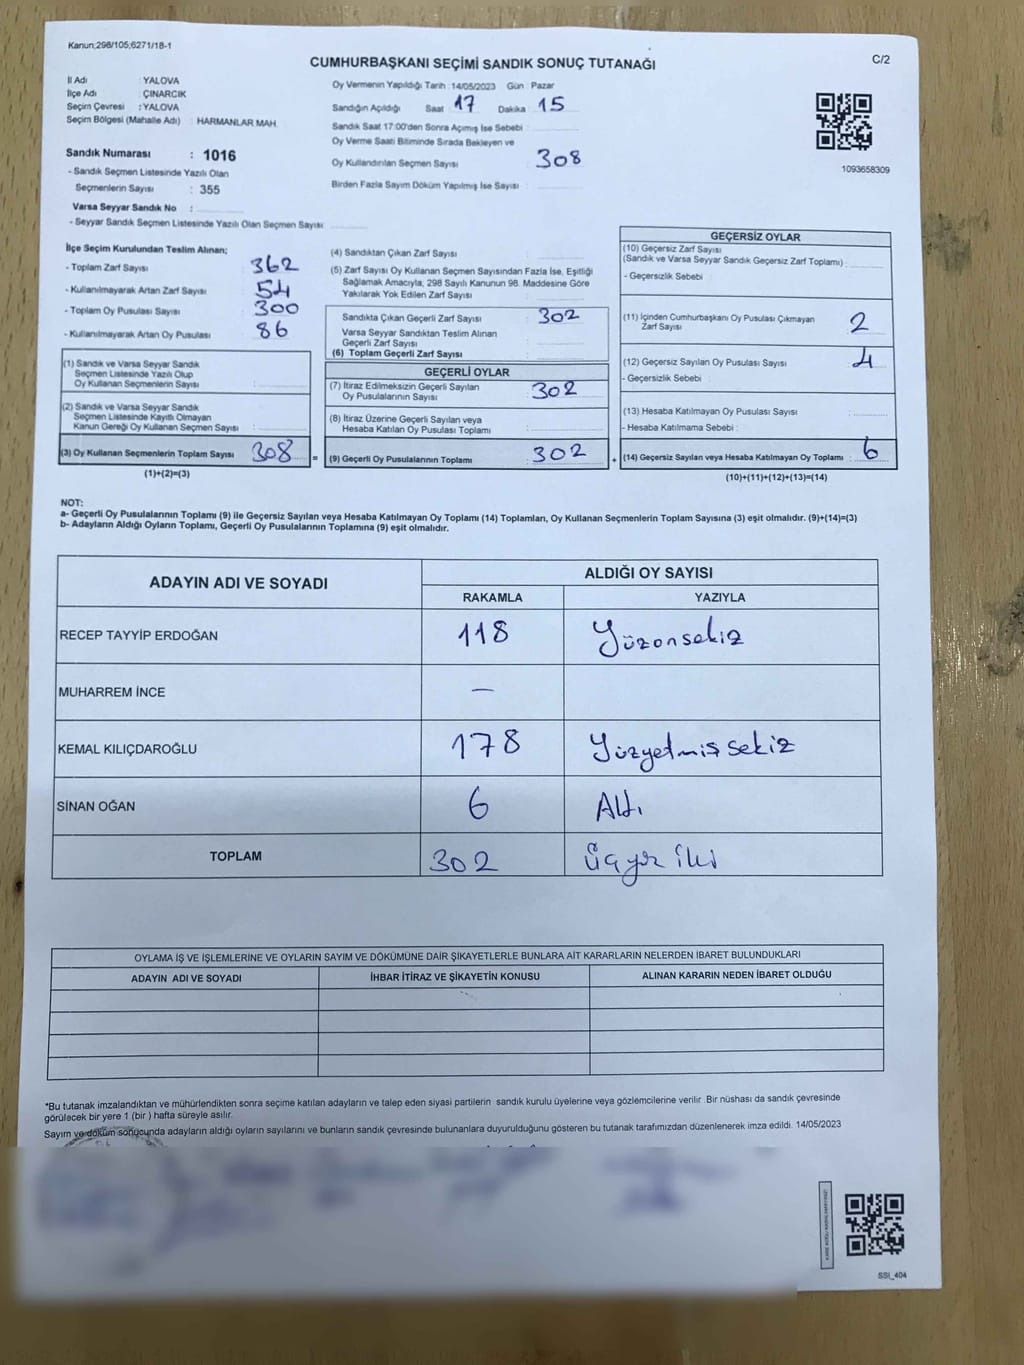 Kanun;298/105;6271/18-1
C/2
CUMHURBAŞKANI SEÇİMİ SANDIK SONUÇ TUTANAĞI
İl Adı : YALOVA
İlçe Adı : ÇINARCIK
Seçim Çevresi : YALOVA
Seçim Bölgesi (Mahalle Adı) : HARMANLAR MAH.
Sandık Numarası : 1016
- Sandık Seçmen Listesinde Yazılı Olan
Seçmenlerin Sayısı : 355
Varsa Seyyar Sandık No :
- Seyyar Sandık Seçmen Listesinde Yazılı Olan Seçmen Sayısı:
Oy Vermenin Yapıldığı Tarih : 14/05/2023 Gün : Pazar
Sandığın Açıldığı Saat 17 Dakika : 15
Sandık Saat 17:00'den Sonra Açımış İse Sebebi :
Oy Verme Saati Bitiminde Sırada Bekleyen ve
Oy Kullandırılan Seçmen Sayısı 308
Birden Fazla Sayım Döküm Yapılmış İse Sayısı
1093658309
İlçe Seçim Kurulundan Teslim Alınan;
- Toplam Zarf Sayısı 362
- Kullanılmayarak Artan Zarf Sayısı 54
- Toplam Oy Pusulası Sayısı 300
- Kullanılmayarak Artan Oy Pusulası 86
(1) Sandık ve Varsa Seyyar Sandık
Seçmen Listesinde Yazılı Olup
Oy Kullanan Seçmenlerin Sayısı :
(2) Sandık ve Varsa Seyyar Sandık
Seçmen Listesinde Kayıtlı Olmayan
Kanun Gereği Oy Kullanan Seçmen Sayısı :
(3) Oy Kullanan Seçmenlerin Toplam Sayısı 308 =
(1)+(2)=(3)
(4) Sandıktan Çıkan Zarf Sayısı :
(5) Zarf Sayısı Oy Kullanan Seçmen Sayısından Fazla İse, Eşitliği
Sağlamak Amacıyla; 298 Sayılı Kanunun 98. Maddesine Göre
Yakılarak Yok Edilen Zarf Sayısı :
Sandıkta Çıkan Geçerli Zarf Sayısı : 302
Varsa Seyyar Sandıktan Teslim Alınan
Geçerli Zarf Sayısı :
(6) Toplam Geçerli Zarf Sayısı :
GEÇERLİ OYLAR
(7) İtiraz Edilmeksizin Geçerli Sayılan
Oy Pusulalarının Sayısı : 302
(8) İtiraz Üzerine Geçerli Sayılan veya
Hesaba Katılan Oy Pusulası Toplamı :
(9) Geçerli Oy Pusulalarının Toplamı : 302 +
GEÇERSİZ OYLAR
(10) Geçersiz Zarf Sayısı
(Sandık ve Varsa Seyyar Sandık Geçersiz Zarf Toplamı) :
- Geçersizlik Sebebi :
(11) İçinden Cumhurbaşkanı Oy Pusulası Çıkmayan
Zarf Sayısı : 2
(12) Geçersiz Sayılan Oy Pusulası Sayısı : 4
- Geçersizlik Sebebi :
(13) Hesaba Katılmayan Oy Pusulası Sayısı :
- Hesaba Katılmama Sebebi :
(14) Geçersiz Sayılan veya Hesaba Katılmayan Oy Toplamı : 6
(10)+(11)+(12)+(13)=(14)
NOT:
a- Geçerli Oy Pusulalarının Toplamı (9) ile Geçersiz Sayılan veya Hesaba Katılmayan Oy Toplamı (14) Toplamları, Oy Kullanan Seçmenlerin Toplam Sayısına (3) eşit olmalıdır. (9)+(14)=(3)
b- Adayların Aldığı Oyların Toplamı, Geçerli Oy Pusulalarının Toplamına (9) eşit olmalıdır.
ADAYIN ADI VE SOYADI
ALDIĞI OY SAYISI
RAKAMLA YAZIYLA
RECEP TAYYİP ERDOĞAN 118 Yüzonsekiz
MUHARREM İNCE —
KEMAL KILIÇDAROĞLU 178 Yüzyetmiş sekiz
SİNAN OĞAN 6 Altı
TOPLAM 302 Üçyüz iki
OYLAMA İŞ VE İŞLEMLERİNE VE OYLARIN SAYIM VE DÖKÜMÜNE DAİR ŞİKAYETLERLE BUNLARA AİT KARARLARIN NELERDEN İBARET BULUNDUKLARI
ADAYIN ADI VE SOYADI İHBAR İTİRAZ VE ŞİKAYETİN KONUSU ALINAN KARARIN NEDEN İBARET OLDUĞU
*Bu tutanak imzalandıktan ve mühürlendikten sonra seçime katılan adayların ve talep eden siyasi partilerin sandık kurulu üyelerine veya gözlemcilerine verilir. Bir nüshası da sandık çevresinde
görülecek bir yere 1 (bir ) hafta süreyle asılır.
Sayım ve döküm sonucunda adayların aldığı oyların sayılarını ve bunların sandık çevresinde bulunanlara duyurulduğunu gösteren bu tutanak tarafımızdan düzenlenerek imza edildi. 14/05/2023
SSI_404